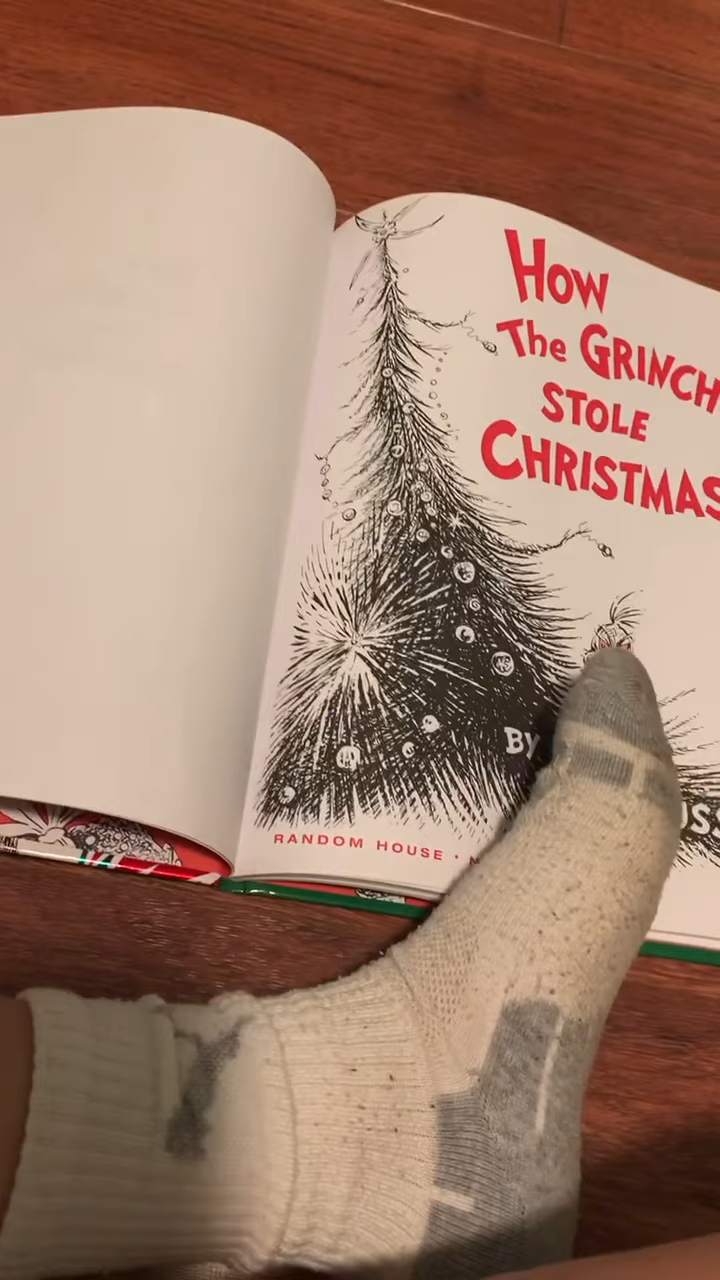 How
The GRINCH
STOLE
CHRISTMAS
BY
RANDOM HOUSE ·